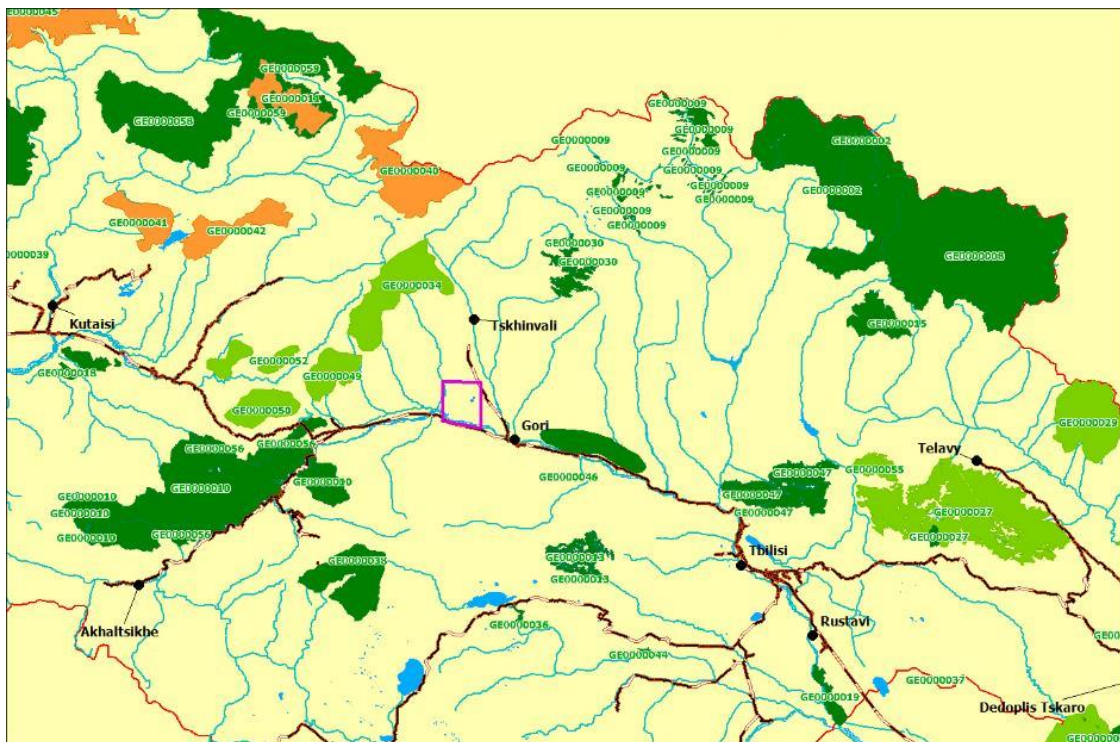 GE0000045
GE0000059
GE0000011
GE0000059
GE0000058
GE0000009
GE0000009
GE0000009
GE0000009
GE0000009
GE0000009
GE0000009
GE0000009
GE0000009
GE0000002
GE0000002
GE0000040
GE0000041
GE0000042
GE0000039
GE0000030
GE0000030
GE0000008
GE0000034
Kutaisi
Tskhinvali
GE0000015
GE0000018
GE0000052
GE0000049
GE0000050
GE0000029
Gori
GE0000056
GE0000056
Telavy
GE0000046
GE0000047
GE0000055
GE0000010
GE0000010
GE0000010
GE0000010
GE0000010
GE0000047
GE0000047
GE0000027
GE0000056
GE0000027
Tbilisi
GE0000013
GE0000013
Akhaltsikhe
GE0000036
Rustavi
GE0000044
GE0000037
GE0000019
Dedoplis Tskaro